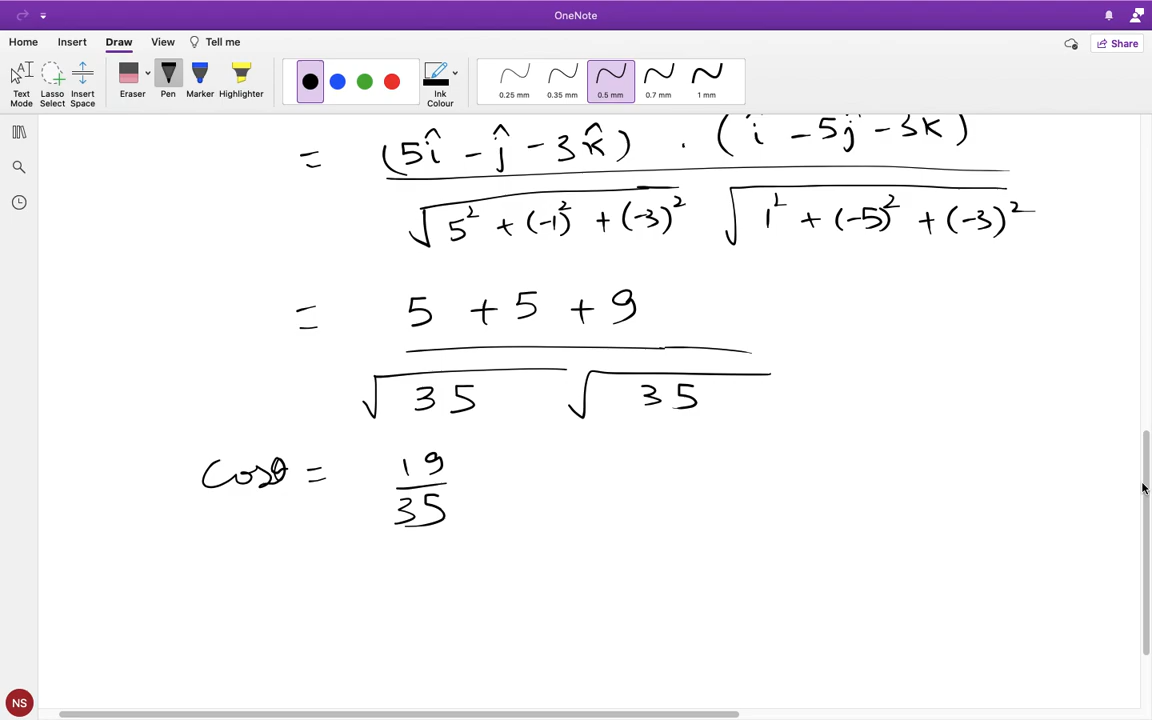 OneNote
Home Insert Draw View Tell me
Share
Text Mode
Lasso Select
Insert Space
Eraser
Pen
Marker
Highlighter
Ink Colour
0.25 mm
0.35 mm
0.5 mm
0.7 mm
1 mm
= (5î - ĵ - 3k̂) . (î - 5ĵ - 3k)
√5² + (-1)² + (-3)² √1² + (-5)² + (-3)²
= 5 + 5 + 9
√35 √35
Cosθ = 19
35
NS